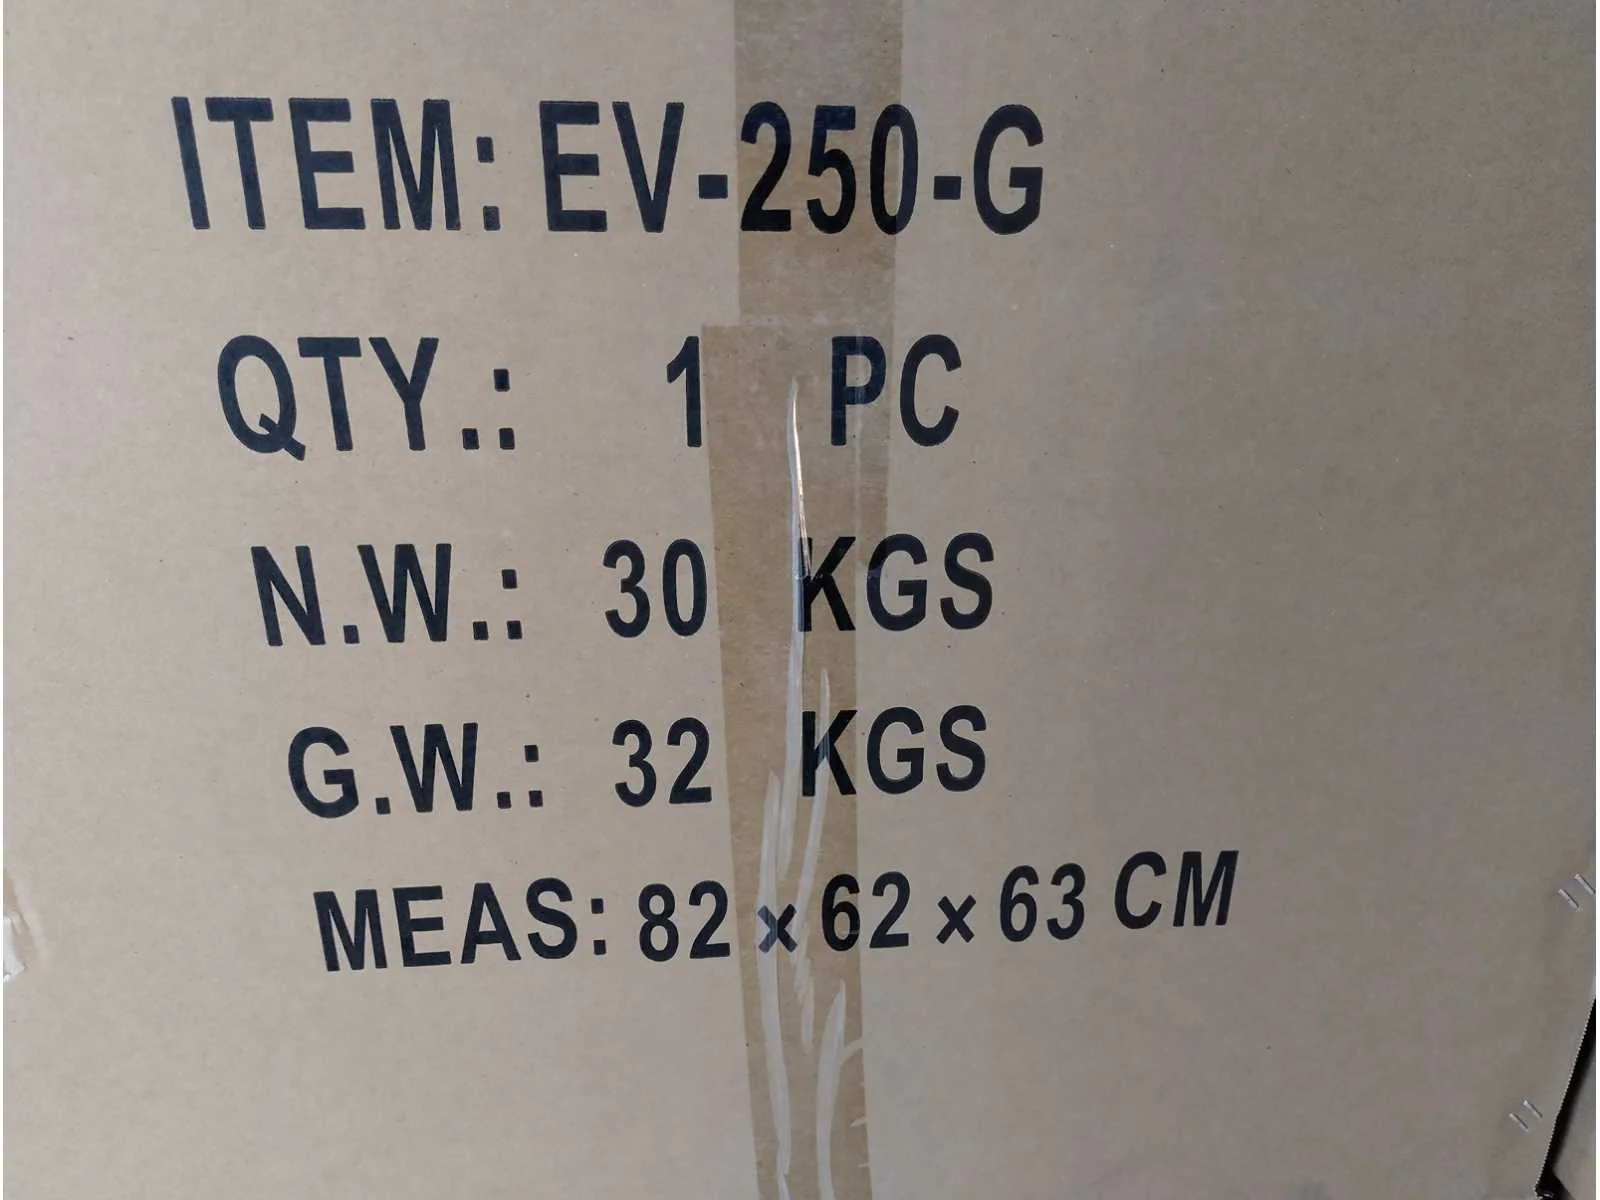 ITEM: EV-250-G
QTY.: 1 PC
N.W.: 30 KGS
G.W.: 32 KGS
MEAS: 82 × 62 × 63 CM